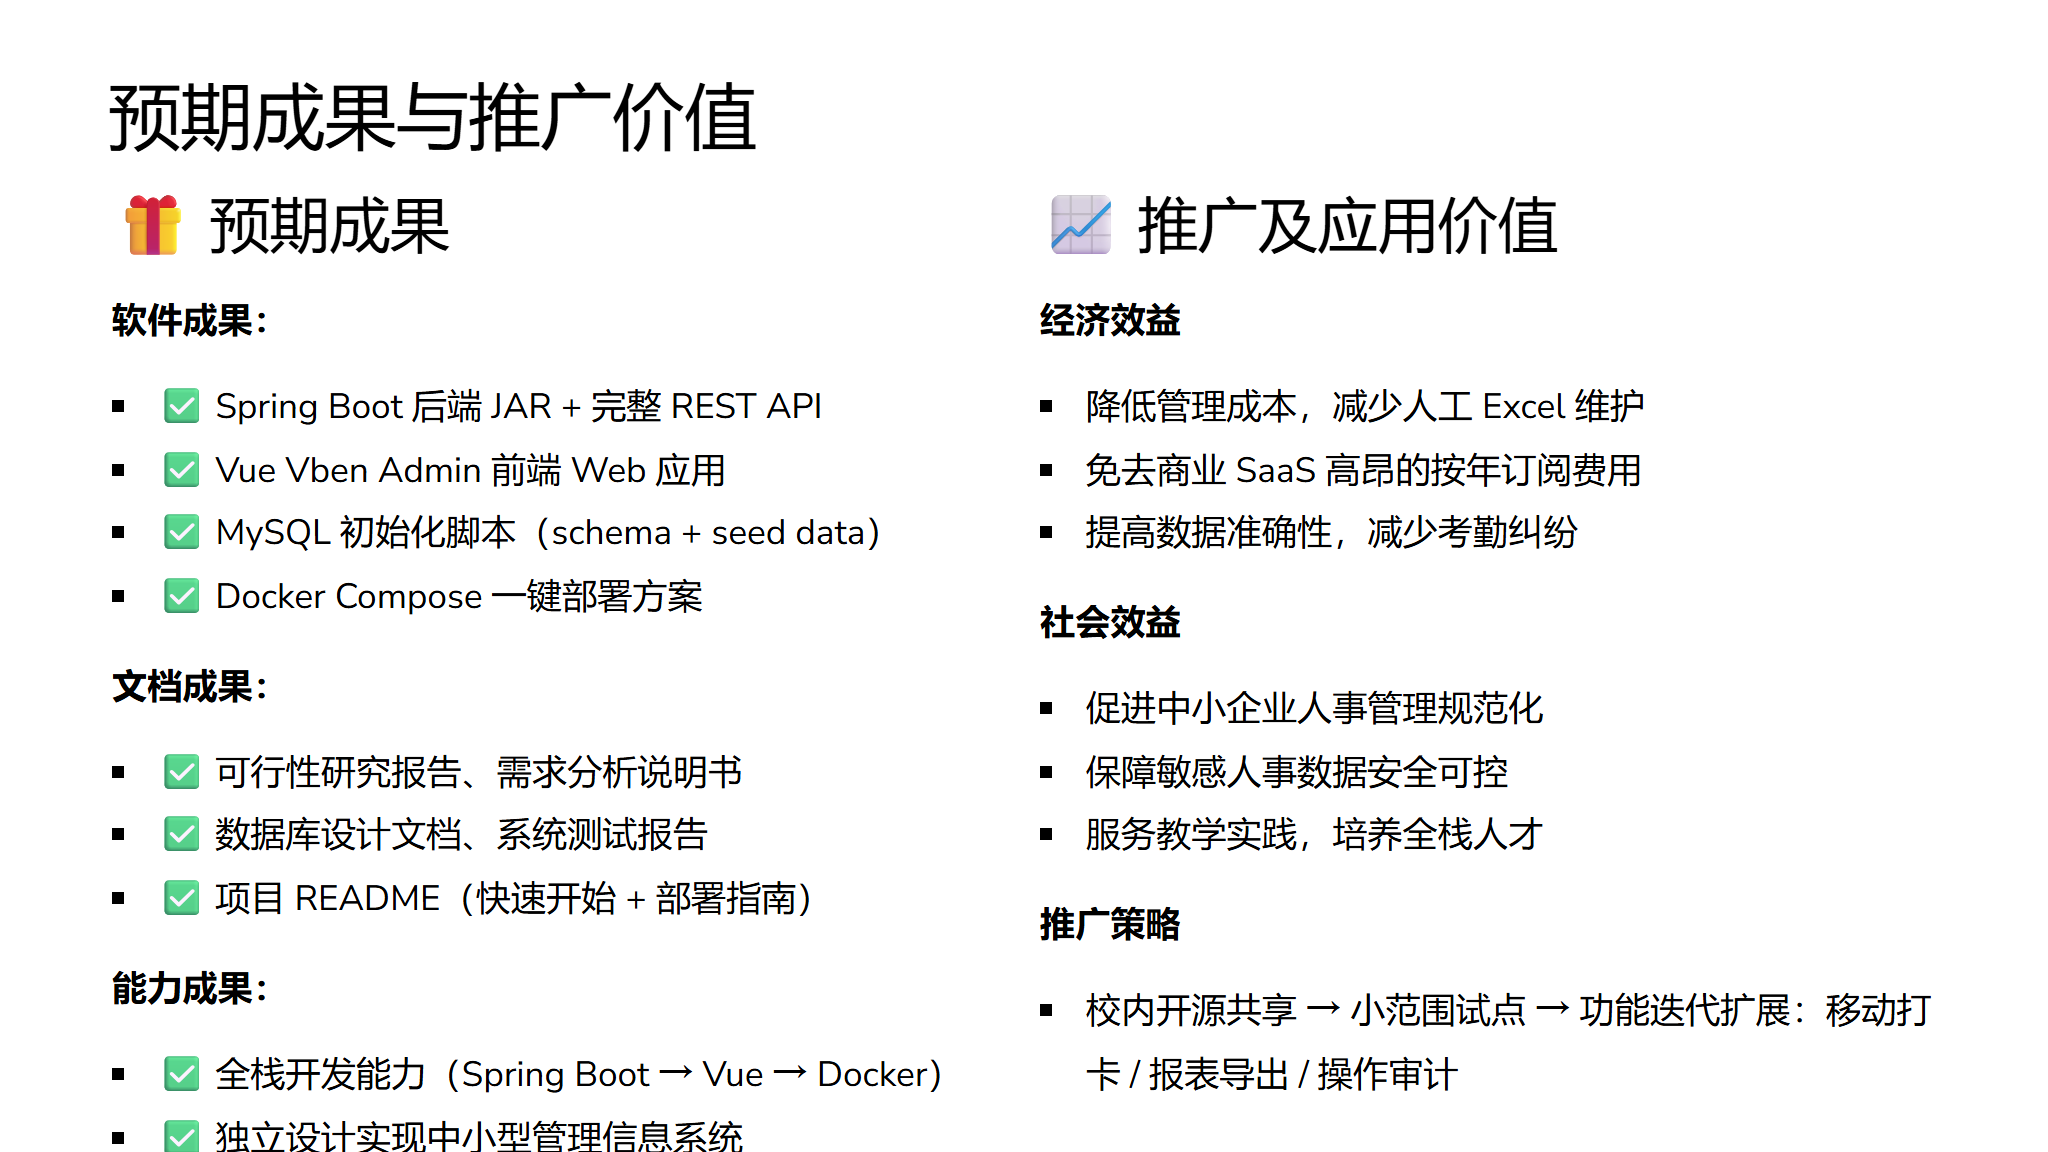 预期成果与推广价值
🎁 预期成果
软件成果：
▪ ✅ Spring Boot 后端 JAR + 完整 REST API
▪ ✅ Vue Vben Admin 前端 Web 应用
▪ ✅ MySQL 初始化脚本（schema + seed data）
▪ ✅ Docker Compose 一键部署方案
文档成果：
▪ ✅ 可行性研究报告、需求分析说明书
▪ ✅ 数据库设计文档、系统测试报告
▪ ✅ 项目 README（快速开始 + 部署指南）
能力成果：
▪ ✅ 全栈开发能力（Spring Boot → Vue → Docker）
▪ ✅ 独立设计实现中小型管理信息系统
📈 推广及应用价值
经济效益
▪ 降低管理成本，减少人工 Excel 维护
▪ 免去商业 SaaS 高昂的按年订阅费用
▪ 提高数据准确性，减少考勤纠纷
社会效益
▪ 促进中小企业人事管理规范化
▪ 保障敏感人事数据安全可控
▪ 服务教学实践，培养全栈人才
推广策略
▪ 校内开源共享 → 小范围试点 → 功能迭代扩展：移动打
卡 / 报表导出 / 操作审计